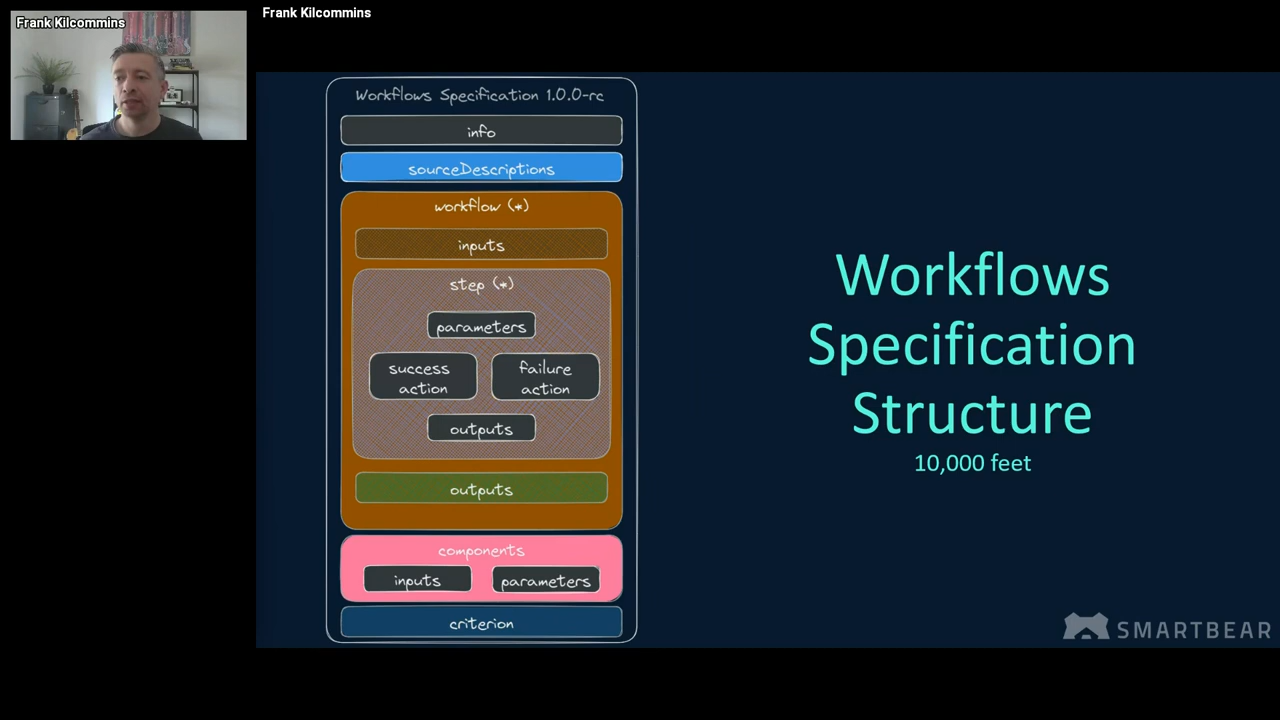 Frank Kilcommins
Frank Kilcommins
Workflows Specification 1.0.0-rc
info
sourceDescriptions
workflow (*)
inputs
step (*)
parameters
success
action
failure
action
outputs
outputs
components
inputs
parameters
criterion
Workflows
Specification
Structure
10,000 feet
SMARTBEAR